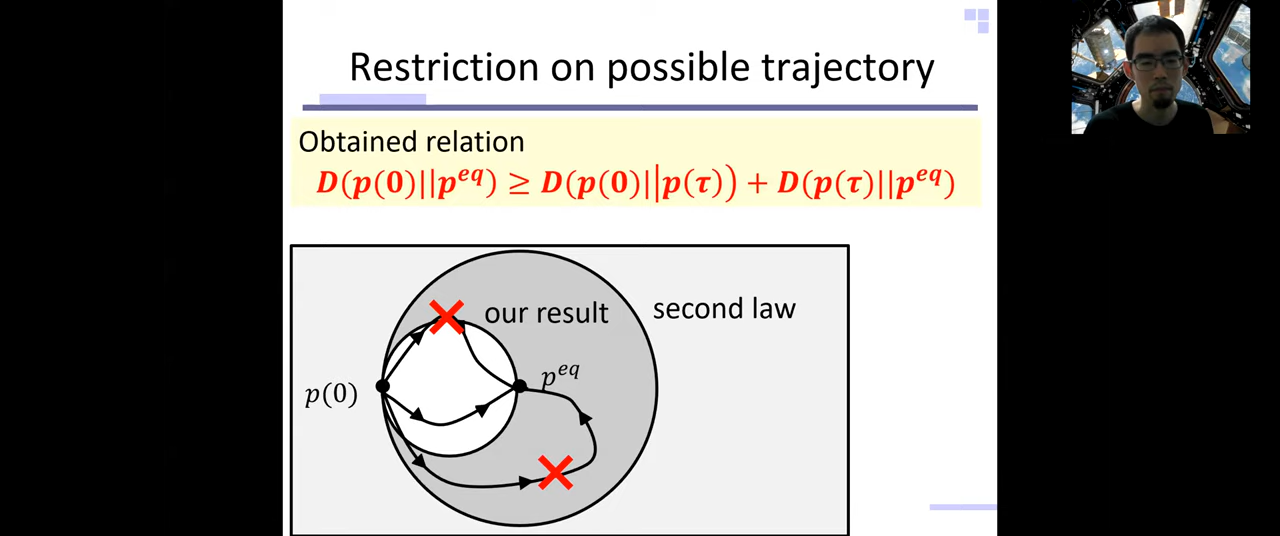 Restriction on possible trajectory
Obtained relation
D(p(0)||p^{eq}) ≥ D(p(0)||p(τ)) + D(p(τ)||p^{eq})
our result
second law
p^{eq}
p(0)